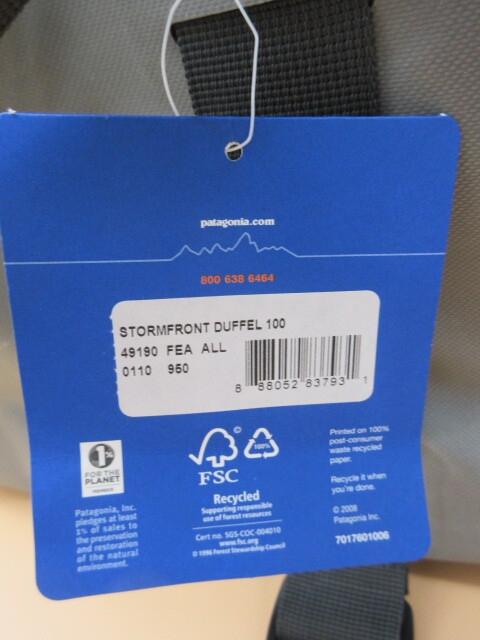 patagonia.com
800 638 6464
STORMFRONT DUFFEL 100
49190 FEA ALL
0110 950
8 88052 83793 1
1%
FOR THE
PLANET
MEMBER
Patagonia, Inc.
pledges at least
1% of sales to
the preservation
and restoration
of the natural
environment.
©
100%
FSC
Recycled
Supporting responsible
use of forest resources
Cert no. SGS-COC-004010
www.fsc.org
© 1996 Forest Stewardship Council
Printed on 100%
post-consumer
waste recycled
paper.
Recycle it when
you're done.
© 2008
Patagonia Inc.
7017601006